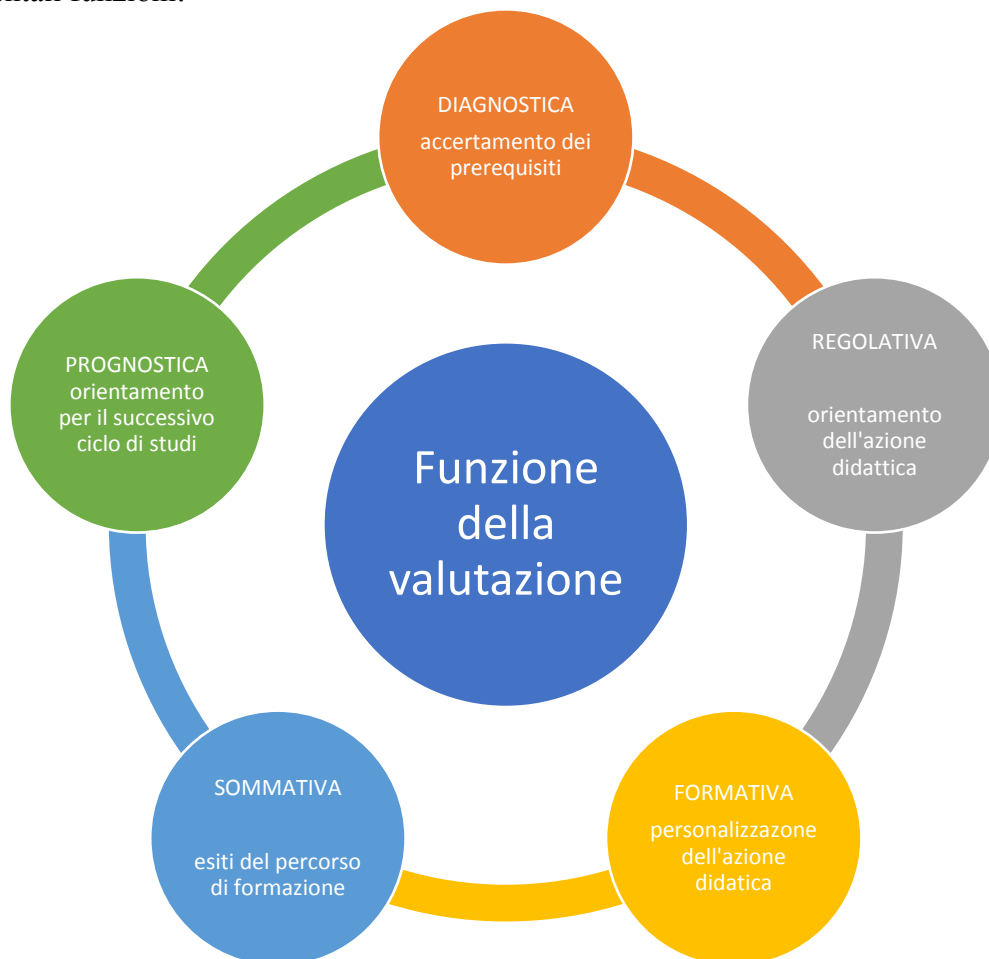 DIAGNOSTICA
accertamento dei
prerequisiti
REGOLATIVA
orientamento
dell'azione
didattica
FORMATIVA
personalizzazone
dell'azione
didatica
SOMMATIVA
esiti del percorso
di formazione
PROGNOSTICA
orientamento
per il successivo
ciclo di studi
Funzione
della
valutazione